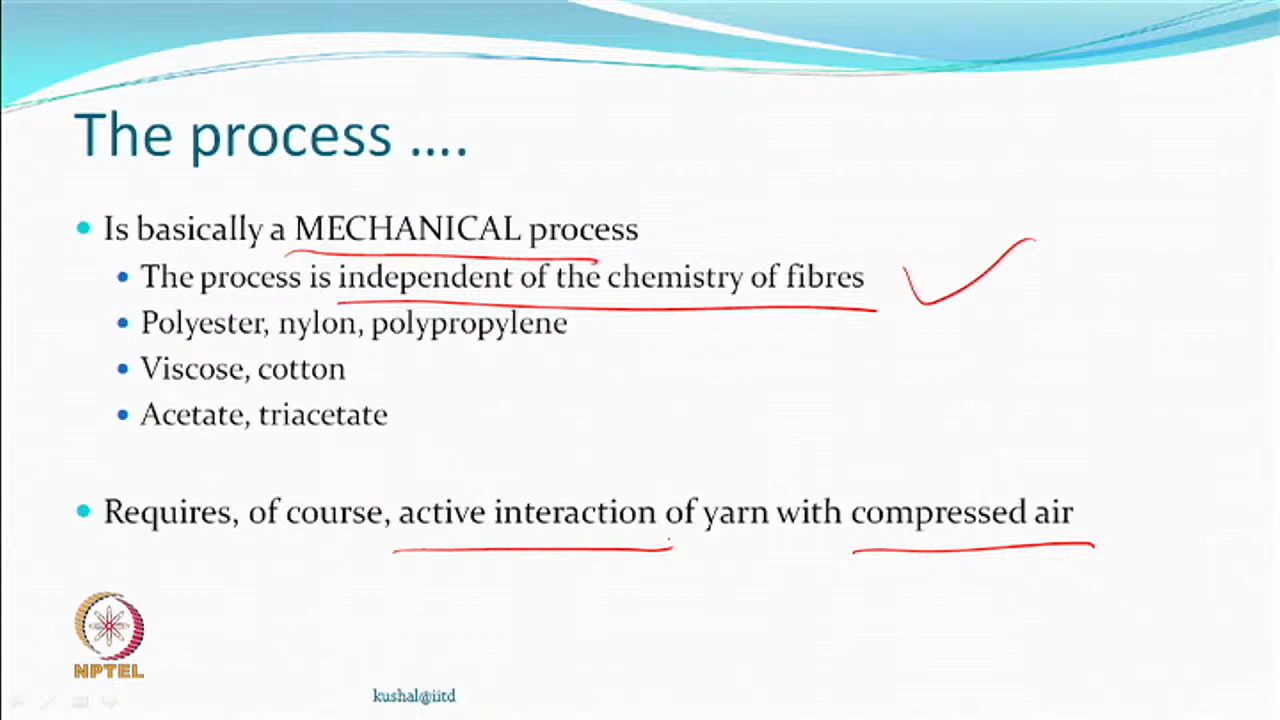 The process ....
Is basically a MECHANICAL process
The process is independent of the chemistry of fibres
Polyester, nylon, polypropylene
Viscose, cotton
Acetate, triacetate
Requires, of course, active interaction of yarn with compressed air
NPTEL
kushal@iitd